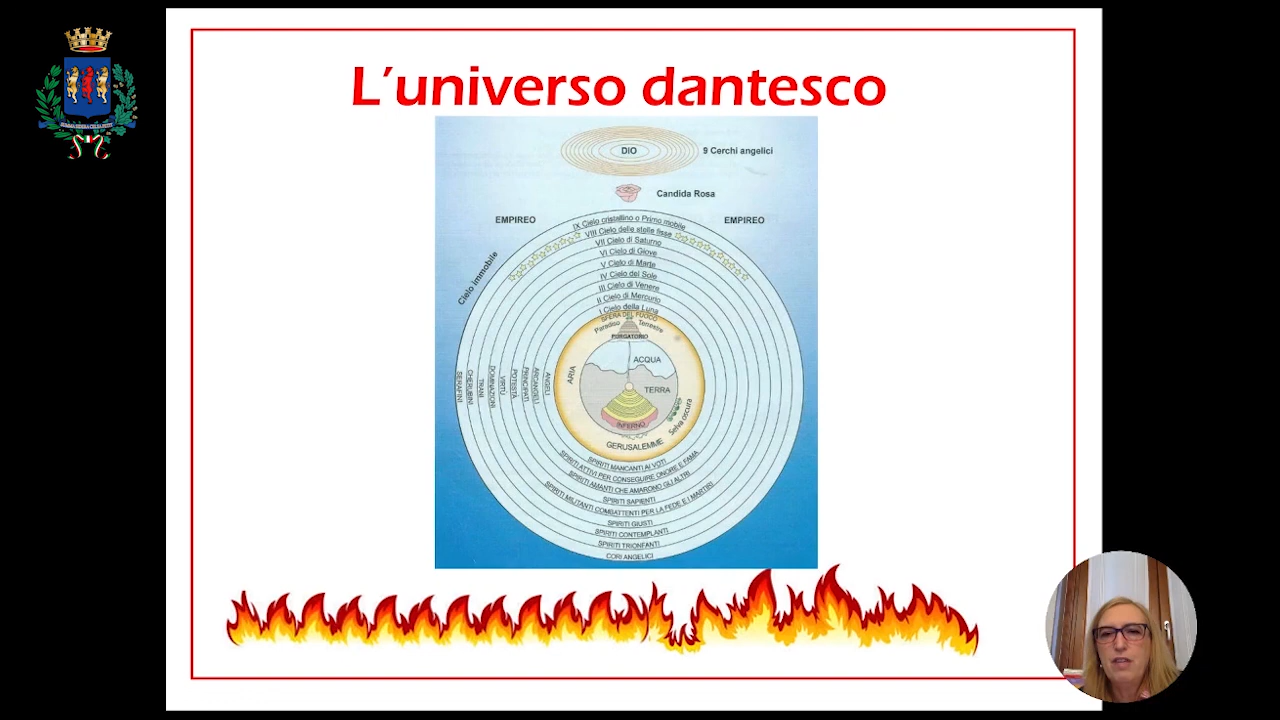 L'universo dantesco
DIO
9 Cerchi angelici
Candida Rosa
EMPIREO
EMPIREO
Cielo immobile
IX Cielo cristallino o Primo mobile
VIII Cielo delle stelle fisse
VII Cielo di Saturno
VI Cielo di Giove
V Cielo di Marte
IV Cielo del Sole
III Cielo di Venere
II Cielo di Mercurio
I Cielo della Luna
SFERA DEL FUOCO
Paradiso Terrestre
PURGATORIO
ACQUA
ARIA
TERRA
INFERNO
Selva oscura
GERUSALEMME
SERAFINI
CHERUBINI
TRONI
DOMINAZIONI
VIRTÙ
POTESTÀ
PRINCIPATI
ARCANGELI
ANGELI
SPIRITI MANCANTI AI VOTI
SPIRITI ATTIVI PER CONSEGUIRE ONORE E FAMA
SPIRITI AMANTI CHE AMARONO GLI ALTRI
SPIRITI SAPIENTI
SPIRITI MILITANTI COMBATTENTI PER LA FEDE E I MARTIRI
SPIRITI GIUSTI
SPIRITI CONTEMPLANTI
SPIRITI TRIONFANTI
CORI ANGELICI